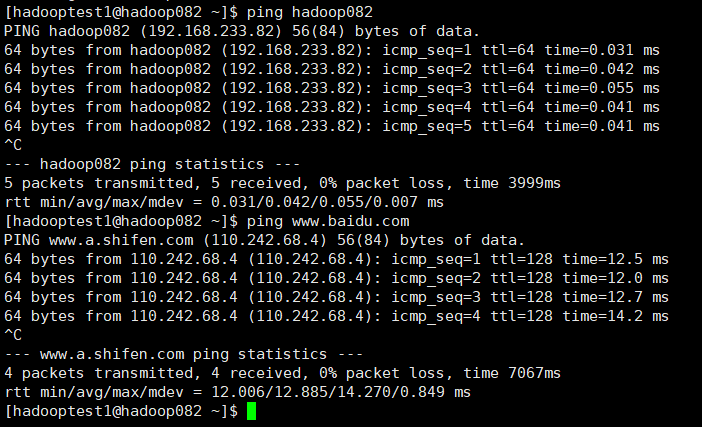 [hadooptest1@hadoop082 ~]$ ping hadoop082
PING hadoop082 (192.168.233.82) 56(84) bytes of data.
64 bytes from hadoop082 (192.168.233.82): icmp_seq=1 ttl=64 time=0.031 ms
64 bytes from hadoop082 (192.168.233.82): icmp_seq=2 ttl=64 time=0.042 ms
64 bytes from hadoop082 (192.168.233.82): icmp_seq=3 ttl=64 time=0.055 ms
64 bytes from hadoop082 (192.168.233.82): icmp_seq=4 ttl=64 time=0.041 ms
64 bytes from hadoop082 (192.168.233.82): icmp_seq=5 ttl=64 time=0.041 ms
^C
--- hadoop082 ping statistics ---
5 packets transmitted, 5 received, 0% packet loss, time 3999ms
rtt min/avg/max/mdev = 0.031/0.042/0.055/0.007 ms
[hadooptest1@hadoop082 ~]$ ping www.baidu.com
PING www.a.shifen.com (110.242.68.4) 56(84) bytes of data.
64 bytes from 110.242.68.4 (110.242.68.4): icmp_seq=1 ttl=128 time=12.5 ms
64 bytes from 110.242.68.4 (110.242.68.4): icmp_seq=2 ttl=128 time=12.0 ms
64 bytes from 110.242.68.4 (110.242.68.4): icmp_seq=3 ttl=128 time=12.7 ms
64 bytes from 110.242.68.4 (110.242.68.4): icmp_seq=4 ttl=128 time=14.2 ms
^C
--- www.a.shifen.com ping statistics ---
4 packets transmitted, 4 received, 0% packet loss, time 7067ms
rtt min/avg/max/mdev = 12.006/12.885/14.270/0.849 ms
[hadooptest1@hadoop082 ~]$